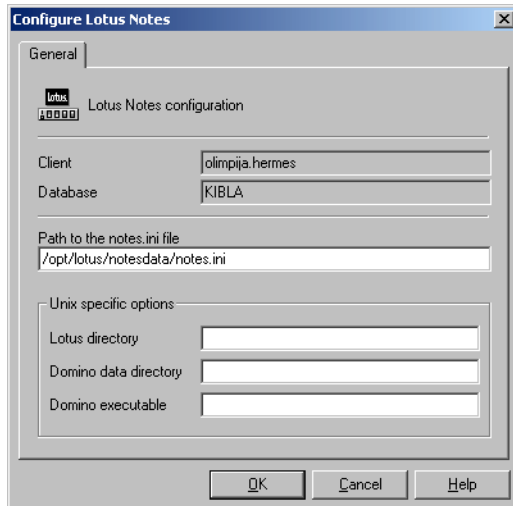 Configure Lotus Notes
General
Lotus.
Lotus Notes configuration
Client olimpija.hermes
Database KIBLA
Path to the notes.ini file
/opt/lotus/notesdata/notes.ini
Unix specific options
Lotus directory
Domino data directory
Domino executable
OK Cancel Help